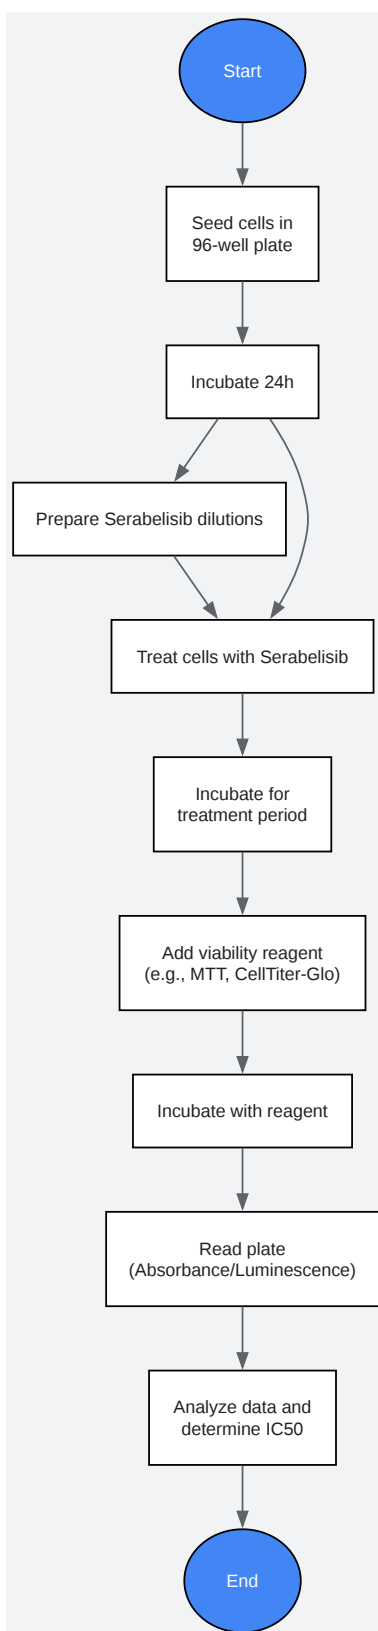 Start
Seed cells in
96-well plate
Incubate 24h
Prepare Serabelisib dilutions
Treat cells with Serabelisib
Incubate for
treatment period
Add viability reagent
(e.g., MTT, CellTiter-Glo)
Incubate with reagent
Read plate
(Absorbance/Luminescence)
Analyze data and
determine IC50
End